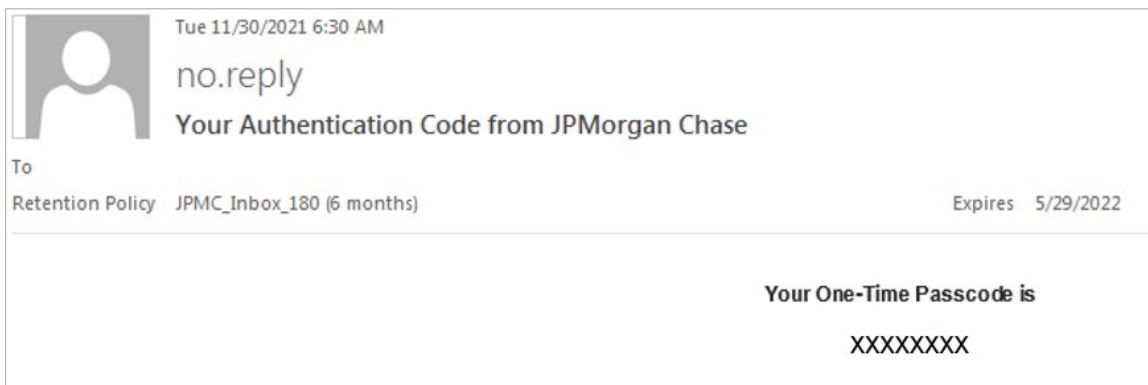 Tue 11/30/2021 6:30 AM
no.reply
Your Authentication Code from JPMorgan Chase
To
Retention Policy JPMC_Inbox_180 (6 months) Expires 5/29/2022
Your One-Time Passcode is
XXXXXXXX